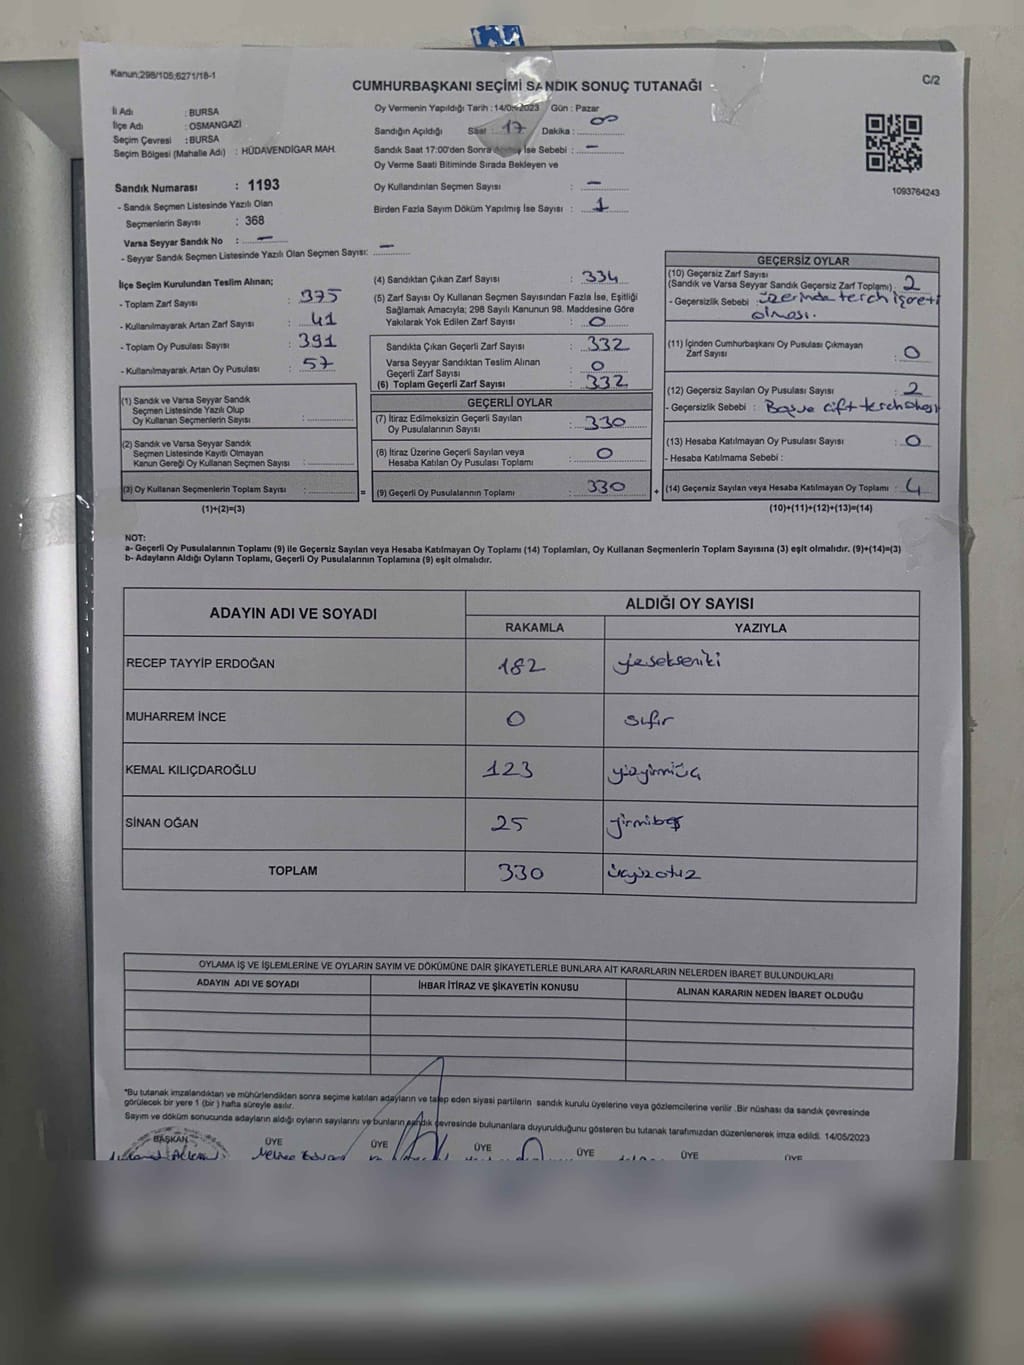 Kanun;298/105;6271/18-1
C/2
CUMHURBAŞKANI SEÇİMİ SANDIK SONUÇ TUTANAĞI
İl Adı : BURSA
İlçe Adı : OSMANGAZİ
Seçim Çevresi : BURSA
Seçim Bölgesi (Mahalle Adı) : HÜDAVENDİGAR MAH.
Oy Vermenin Yapıldığı Tarih : 14/05/2023 Gün : Pazar
Sandığın Açıldığı Saat : 17 Dakika : 00
Sandık Saat 17:00'den Sonra İse Sebebi : -
Oy Verme Saati Bitiminde Sırada Bekleyen ve
Oy Kullandırılan Seçmen Sayısı : -
Birden Fazla Sayım Döküm Yapılmış İse Sayısı : 1
1093764243
Sandık Numarası : 1193
- Sandık Seçmen Listesinde Yazılı Olan
Seçmenlerin Sayısı : 368
Varsa Seyyar Sandık No : -
- Seyyar Sandık Seçmen Listesinde Yazılı Olan Seçmen Sayısı: -
İlçe Seçim Kurulundan Teslim Alınan;
- Toplam Zarf Sayısı : 375
- Kullanılmayarak Artan Zarf Sayısı : 41
- Toplam Oy Pusulası Sayısı : 391
- Kullanılmayarak Artan Oy Pusulası : 57
(1) Sandık ve Varsa Seyyar Sandık
Seçmen Listesinde Yazılı Olup
Oy Kullanan Seçmenlerin Sayısı :
(2) Sandık ve Varsa Seyyar Sandık
Seçmen Listesinde Kayıtlı Olmayan
Kanun Gereği Oy Kullanan Seçmen Sayısı :
(3) Oy Kullanan Seçmenlerin Toplam Sayısı :
(1)+(2)=(3)
(4) Sandıktan Çıkan Zarf Sayısı : 334
(5) Zarf Sayısı Oy Kullanan Seçmen Sayısından Fazla İse, Eşitliği
Sağlamak Amacıyla; 298 Sayılı Kanunun 98. Maddesine Göre
Yakılarak Yok Edilen Zarf Sayısı : 0
Sandıkta Çıkan Geçerli Zarf Sayısı : 332
Varsa Seyyar Sandıktan Teslim Alınan
Geçerli Zarf Sayısı : 0
(6) Toplam Geçerli Zarf Sayısı : 332
GEÇERLİ OYLAR
(7) İtiraz Edilmeksizin Geçerli Sayılan
Oy Pusulalarının Sayısı : 330
(8) İtiraz Üzerine Geçerli Sayılan veya
Hesaba Katılan Oy Pusulası Toplamı : 0
= (9) Geçerli Oy Pusulalarının Toplamı : 330
GEÇERSİZ OYLAR
(10) Geçersiz Zarf Sayısı
(Sandık ve Varsa Seyyar Sandık Geçersiz Zarf Toplamı) : 2
- Geçersizlik Sebebi : üzerinde tercih işareti
olması.
(11) İçinden Cumhurbaşkanı Oy Pusulası Çıkmayan
Zarf Sayısı : 0
(12) Geçersiz Sayılan Oy Pusulası Sayısı : 2
- Geçersizlik Sebebi : Boş ve çift tercih olması
(13) Hesaba Katılmayan Oy Pusulası Sayısı : 0
- Hesaba Katılmama Sebebi :
+ (14) Geçersiz Sayılan veya Hesaba Katılmayan Oy Toplamı : 4
(10)+(11)+(12)+(13)=(14)
NOT:
a- Geçerli Oy Pusulalarının Toplamı (9) ile Geçersiz Sayılan veya Hesaba Katılmayan Oy Toplamı (14) Toplamları, Oy Kullanan Seçmenlerin Toplam Sayısına (3) eşit olmalıdır. (9)+(14)=(3)
b- Adayların Aldığı Oyların Toplamı, Geçerli Oy Pusulalarının Toplamına (9) eşit olmalıdır.
ADAYIN ADI VE SOYADI
ALDIĞI OY SAYISI
RAKAMLA YAZIYLA
RECEP TAYYİP ERDOĞAN 182 yüzsekseniki
MUHARREM İNCE 0 sıfır
KEMAL KILIÇDAROĞLU 123 yüzyirmiüç
SİNAN OĞAN 25 yirmibeş
TOPLAM 330 üçyüzotuz
OYLAMA İŞ VE İŞLEMLERİNE VE OYLARIN SAYIM VE DÖKÜMÜNE DAİR ŞİKAYETLERLE BUNLARA AİT KARARLARIN NELERDEN İBARET BULUNDUKLARI
ADAYIN ADI VE SOYADI İHBAR İTİRAZ VE ŞİKAYETİN KONUSU ALINAN KARARIN NEDEN İBARET OLDUĞU
*Bu tutanak imzalandıktan ve mühürlendikten sonra seçime katılan adayların ve talep eden siyasi partilerin sandık kurulu üyelerine veya gözlemcilerine verilir .Bir nüshası da sandık çevresinde
görülecek bir yere 1 (bir ) hafta süreyle asılır.
Sayım ve döküm sonucunda adayların aldığı oyların sayılarını ve bunların sandık çevresinde bulunanlara duyurulduğunu gösteren bu tutanak tarafımızdan düzenlenerek imza edildi. 14/05/2023
BAŞKAN ÜYE ÜYE ÜYE ÜYE ÜYE ÜYE